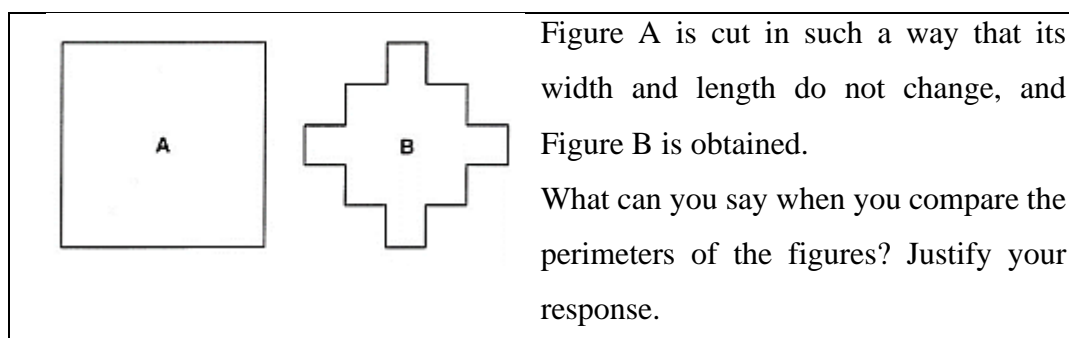 A
B
Figure A is cut in such a way that its
width and length do not change, and
Figure B is obtained.
What can you say when you compare the
perimeters of the figures? Justify your
response.